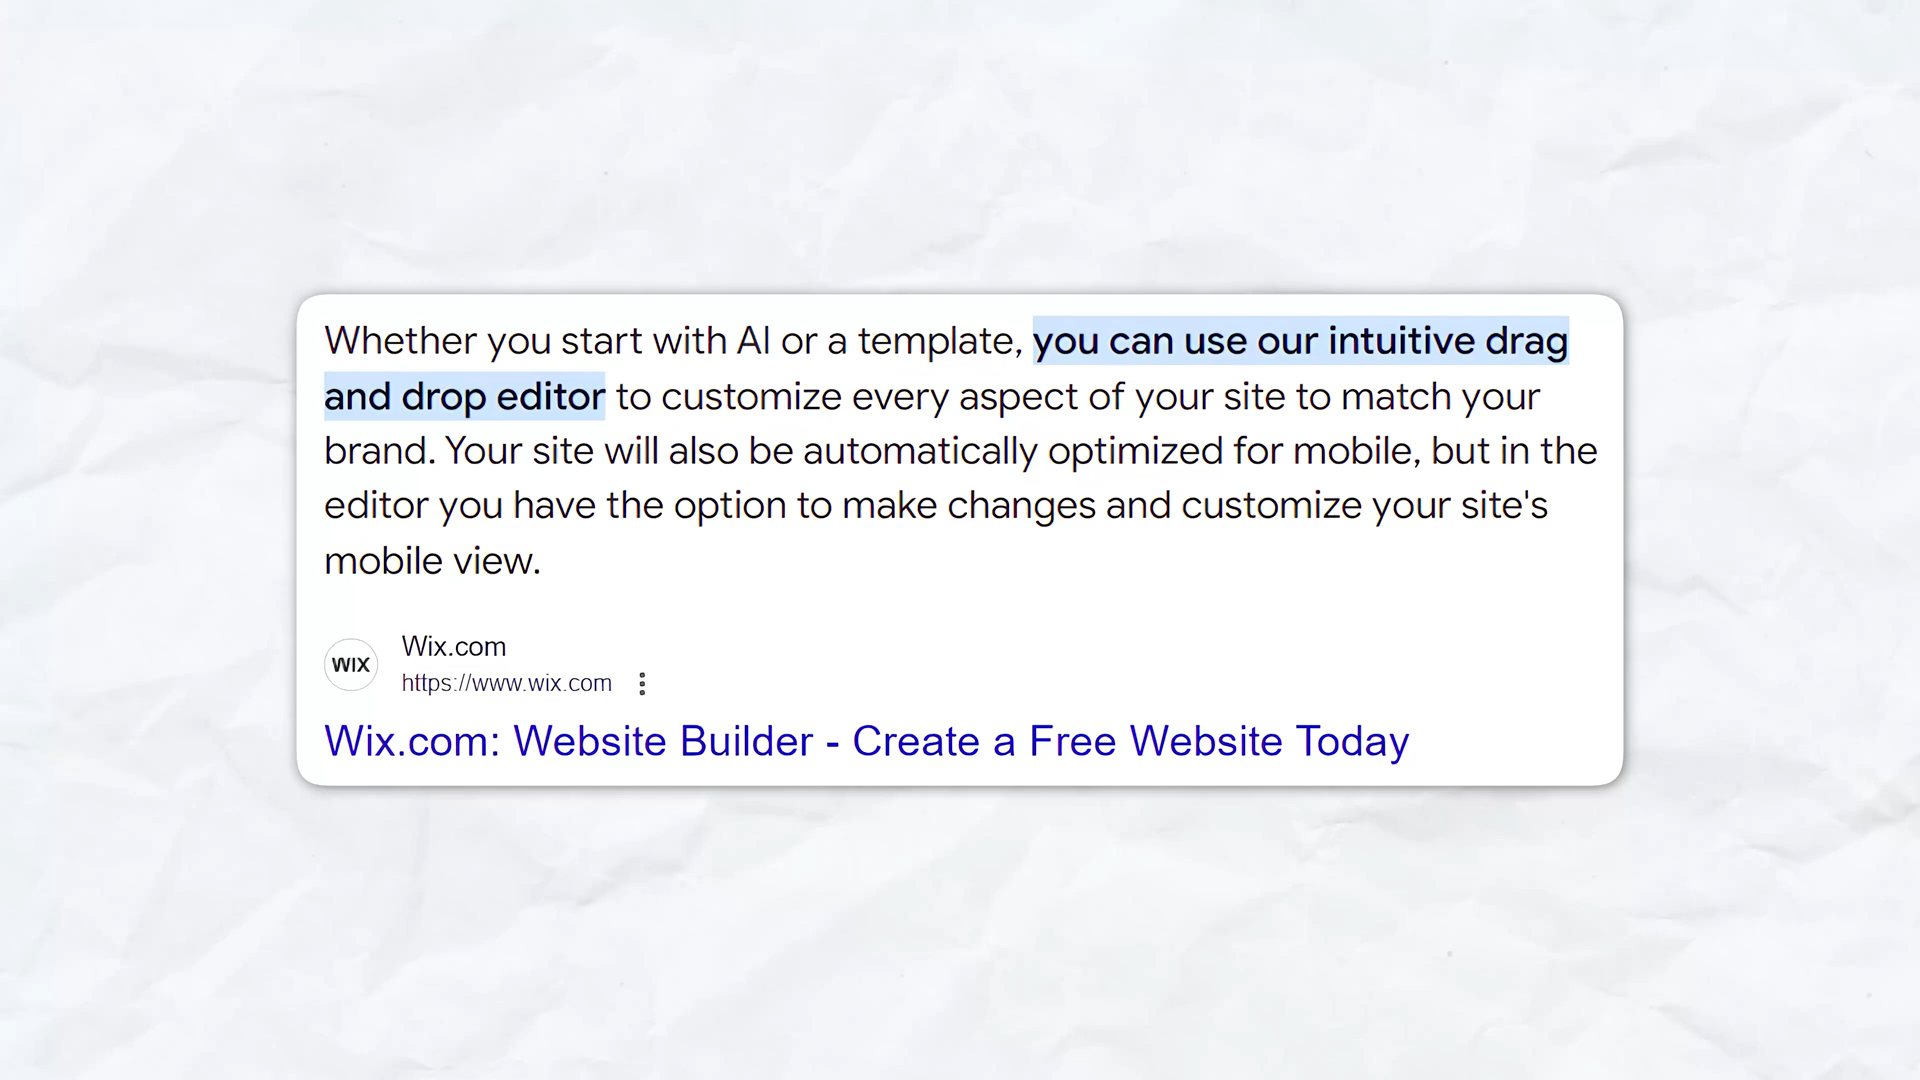 Whether you start with AI or a template, you can use our intuitive drag
and drop editor to customize every aspect of your site to match your
brand. Your site will also be automatically optimized for mobile, but in the
editor you have the option to make changes and customize your site's
mobile view.
WIX
Wix.com
https://www.wix.com
Wix.com: Website Builder - Create a Free Website Today